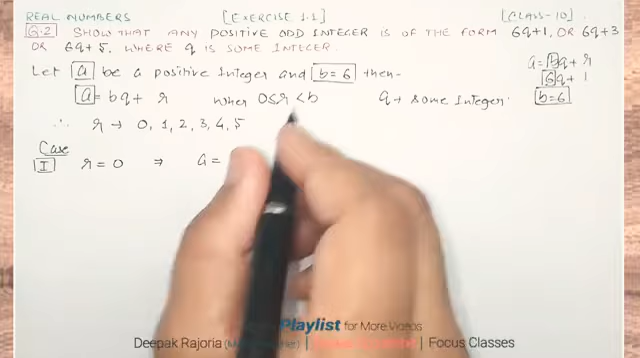 REAL NUMBERS [EXERCISE 1.1] [CLASS-10]
Q:2 SHOW THAT ANY POSITIVE ODD INTEGER IS OF THE FORM 6q+1, OR 6q+3
OR 6q+5. WHERE q IS SOME INTEGER.
Let a be a positive Integer and b=6 then-
a = bq + r wher 0≤r<b q → some Integer.
a = bq + r
6q + 1
b=6
∴ r → 0, 1, 2, 3, 4, 5
Case
I r = 0 ⇒ a =
Playlist for More Videos
Deepak Rajoria | | Focus Classes